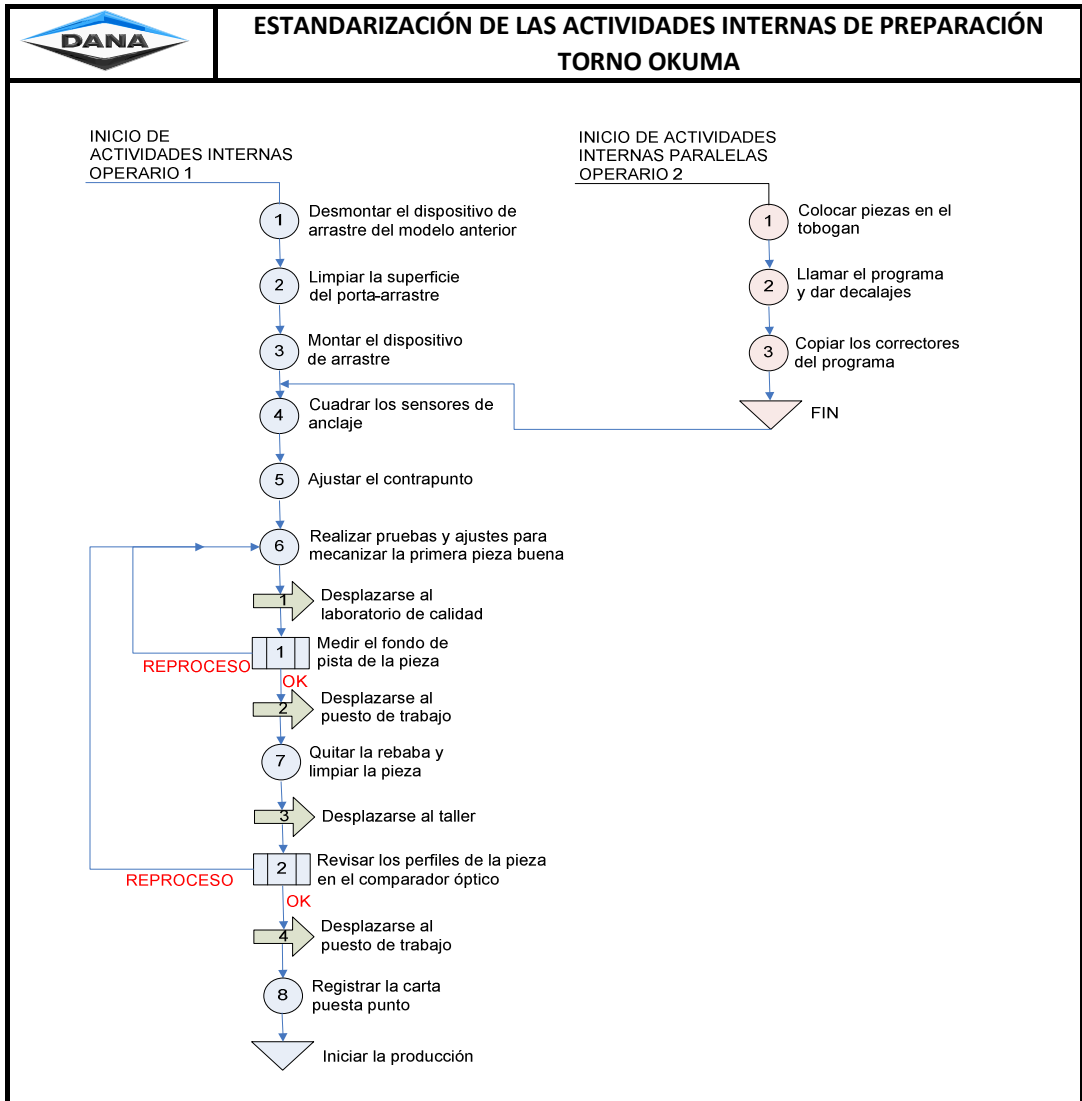 DANA
ESTANDARIZACIÓN DE LAS ACTIVIDADES INTERNAS DE PREPARACIÓN
TORNO OKUMA
INICIO DE
ACTIVIDADES INTERNAS
OPERARIO 1
1
Desmontar el dispositivo de
arrastre del modelo anterior
2
Limpiar la superficie
del porta-arrastre
3
Montar el dispositivo
de arrastre
4
Cuadrar los sensores de
anclaje
5
Ajustar el contrapunto
6
Realizar pruebas y ajustes para
mecanizar la primera pieza buena
1
Desplazarse al
laboratorio de calidad
1
Medir el fondo de
pista de la pieza
REPROCESO
OK
2
Desplazarse al
puesto de trabajo
7
Quitar la rebaba y
limpiar la pieza
3
Desplazarse al taller
2
Revisar los perfiles de la pieza
en el comparador óptico
REPROCESO
OK
4
Desplazarse al
puesto de trabajo
8
Registrar la carta
puesta punto
Iniciar la producción
INICIO DE ACTIVIDADES
INTERNAS PARALELAS
OPERARIO 2
1
Colocar piezas en el
tobogan
2
Llamar el programa
y dar decalajes
3
Copiar los correctores
del programa
FIN